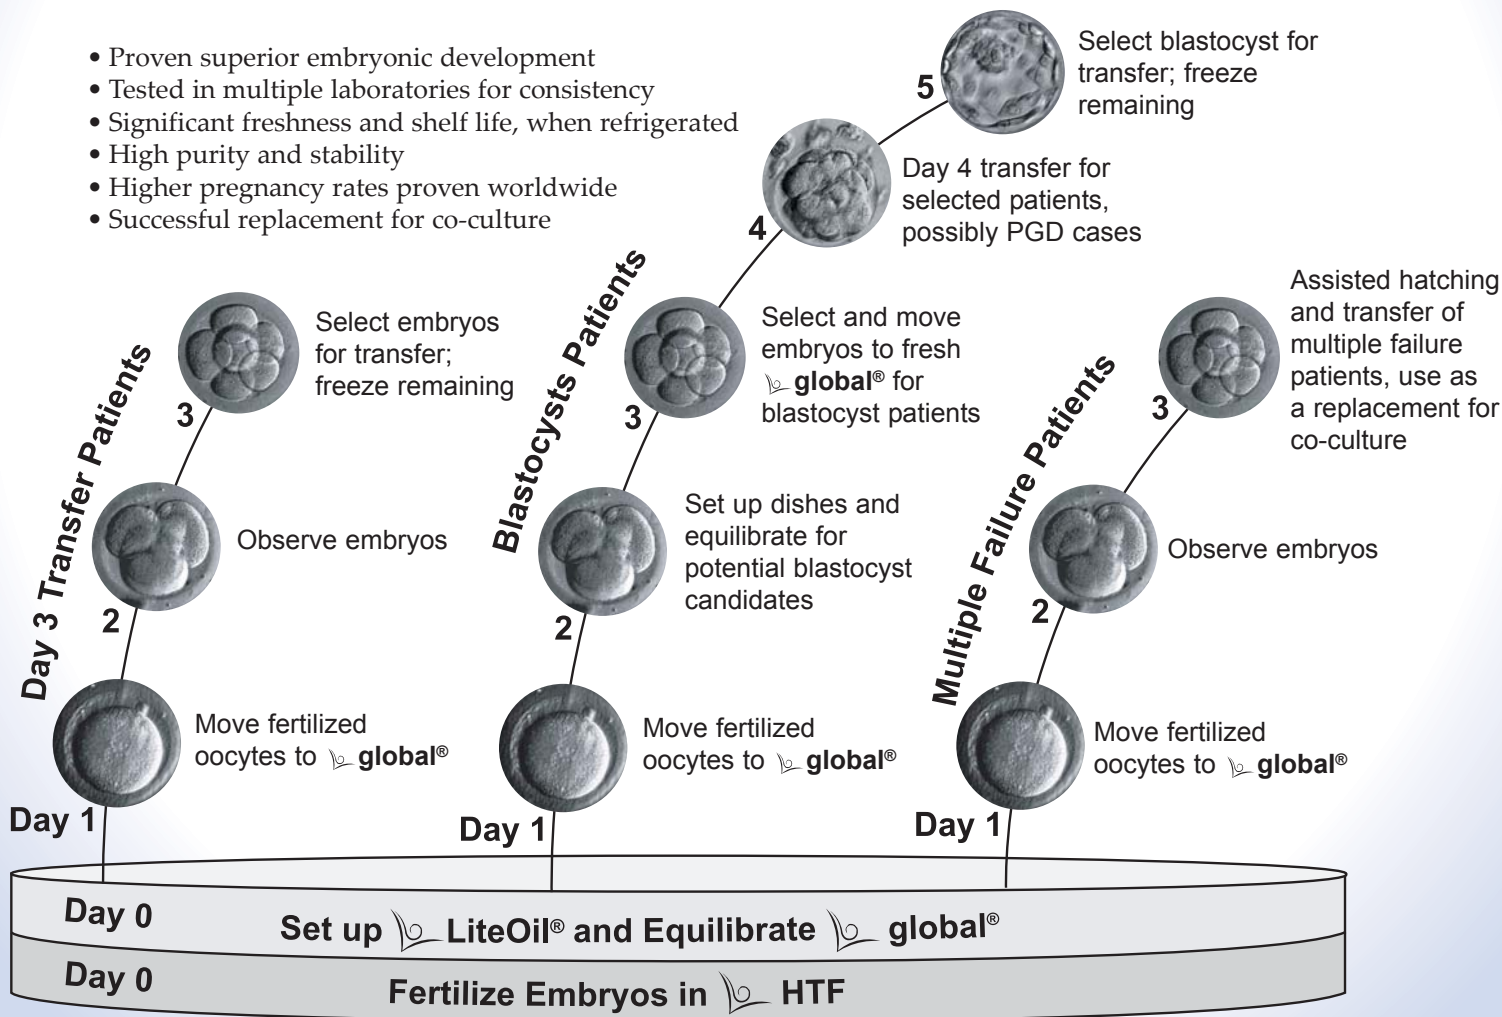 • Proven superior embryonic development
• Tested in multiple laboratories for consistency
• Significant freshness and shelf life, when refrigerated
• High purity and stability
• Higher pregnancy rates proven worldwide
• Successful replacement for co-culture
Day 3 Transfer Patients
3
Select embryos
for transfer;
freeze remaining
2
Observe embryos
Day 1
Move fertilized
oocytes to global®
Blastocysts Patients
5
Select blastocyst for
transfer; freeze
remaining
4
Day 4 transfer for
selected patients,
possibly PGD cases
3
Select and move
embryos to fresh
global® for
blastocyst patients
2
Set up dishes and
equilibrate for
potential blastocyst
candidates
Day 1
Move fertilized
oocytes to global®
Multiple Failure Patients
3
Assisted hatching
and transfer of
multiple failure
patients, use as
a replacement for
co-culture
2
Observe embryos
Day 1
Move fertilized
oocytes to global®
Day 0
Set up LiteOil® and Equilibrate global®
Day 0
Fertilize Embryos in HTF